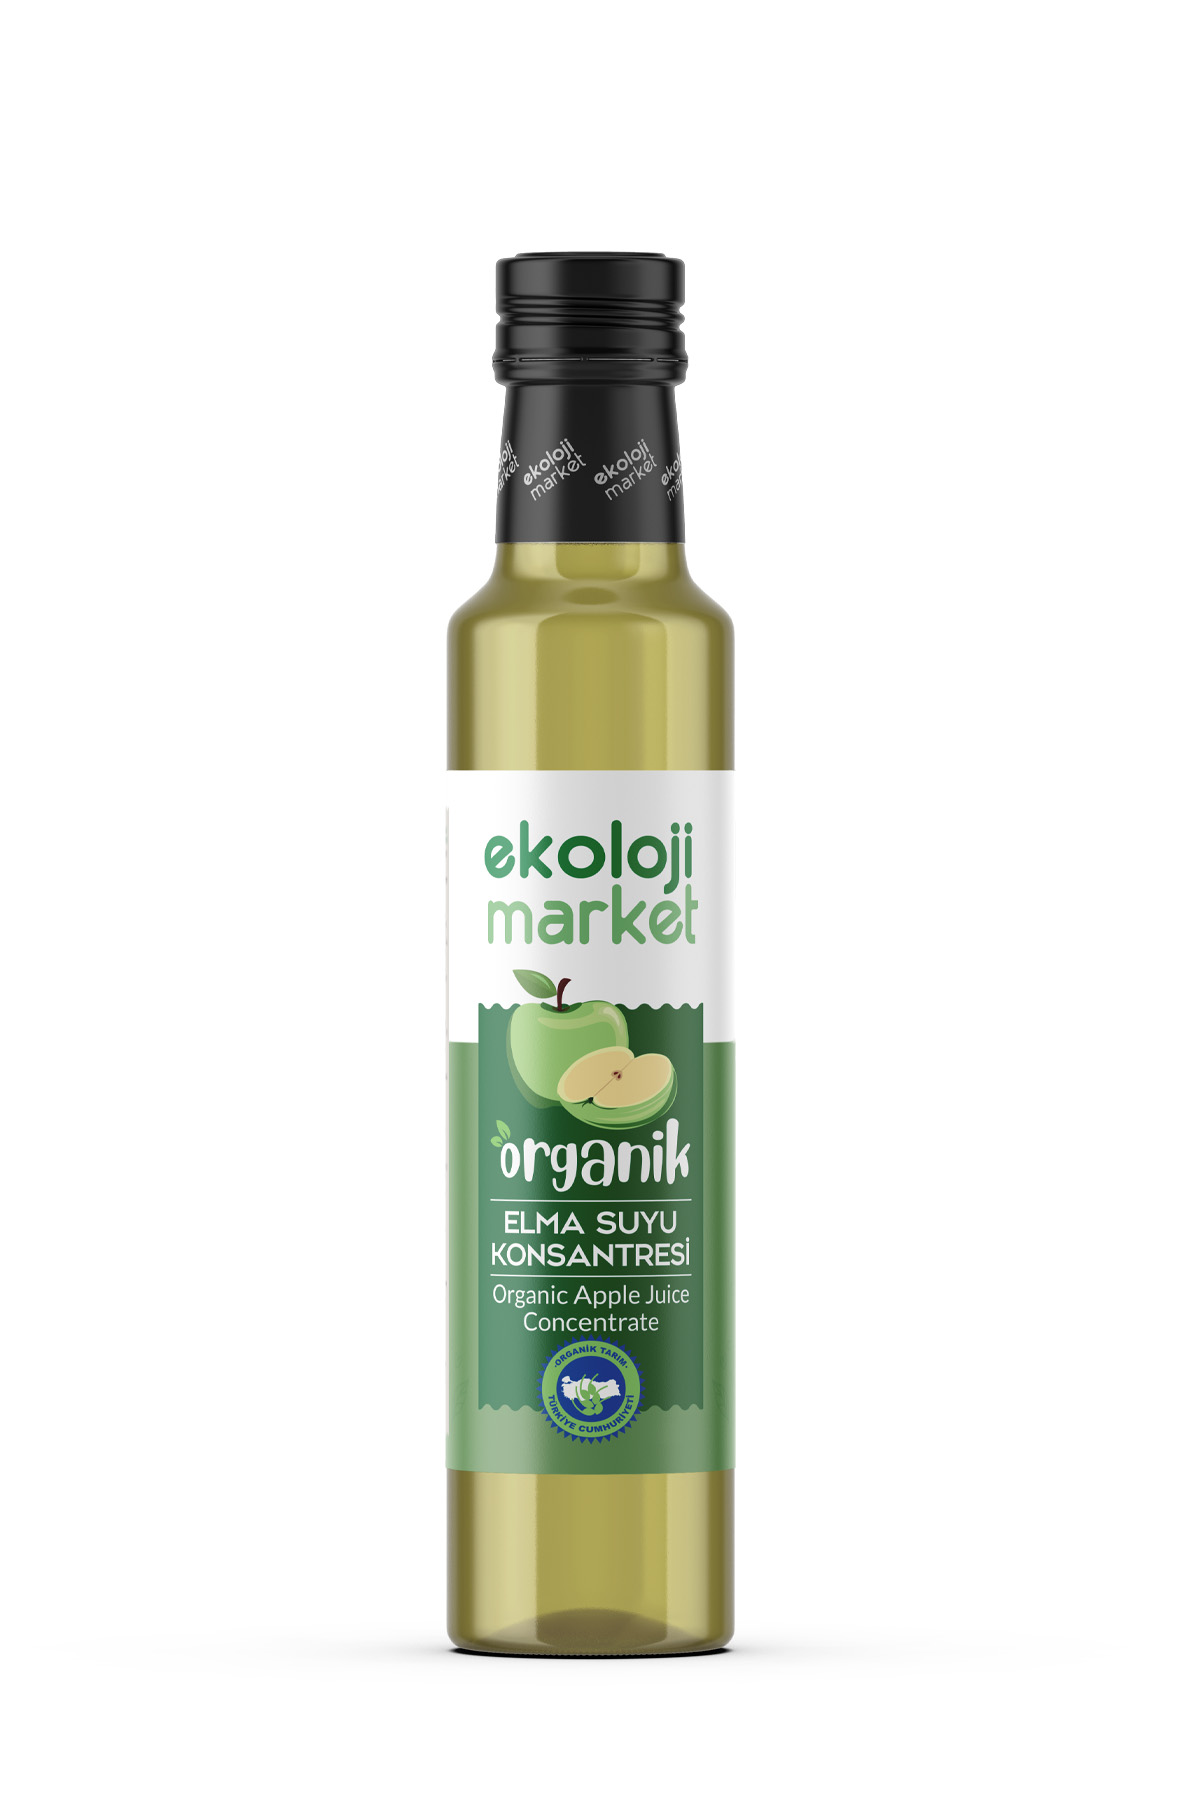 ekoloji
market
ekoloji
market
ekoloji
market
organik
ELMA SUYU
KONSANTRESİ
Organic Apple Juice
Concentrate
·ORGANİK TARIM·
TÜRKİYE CUMHURİYETİ